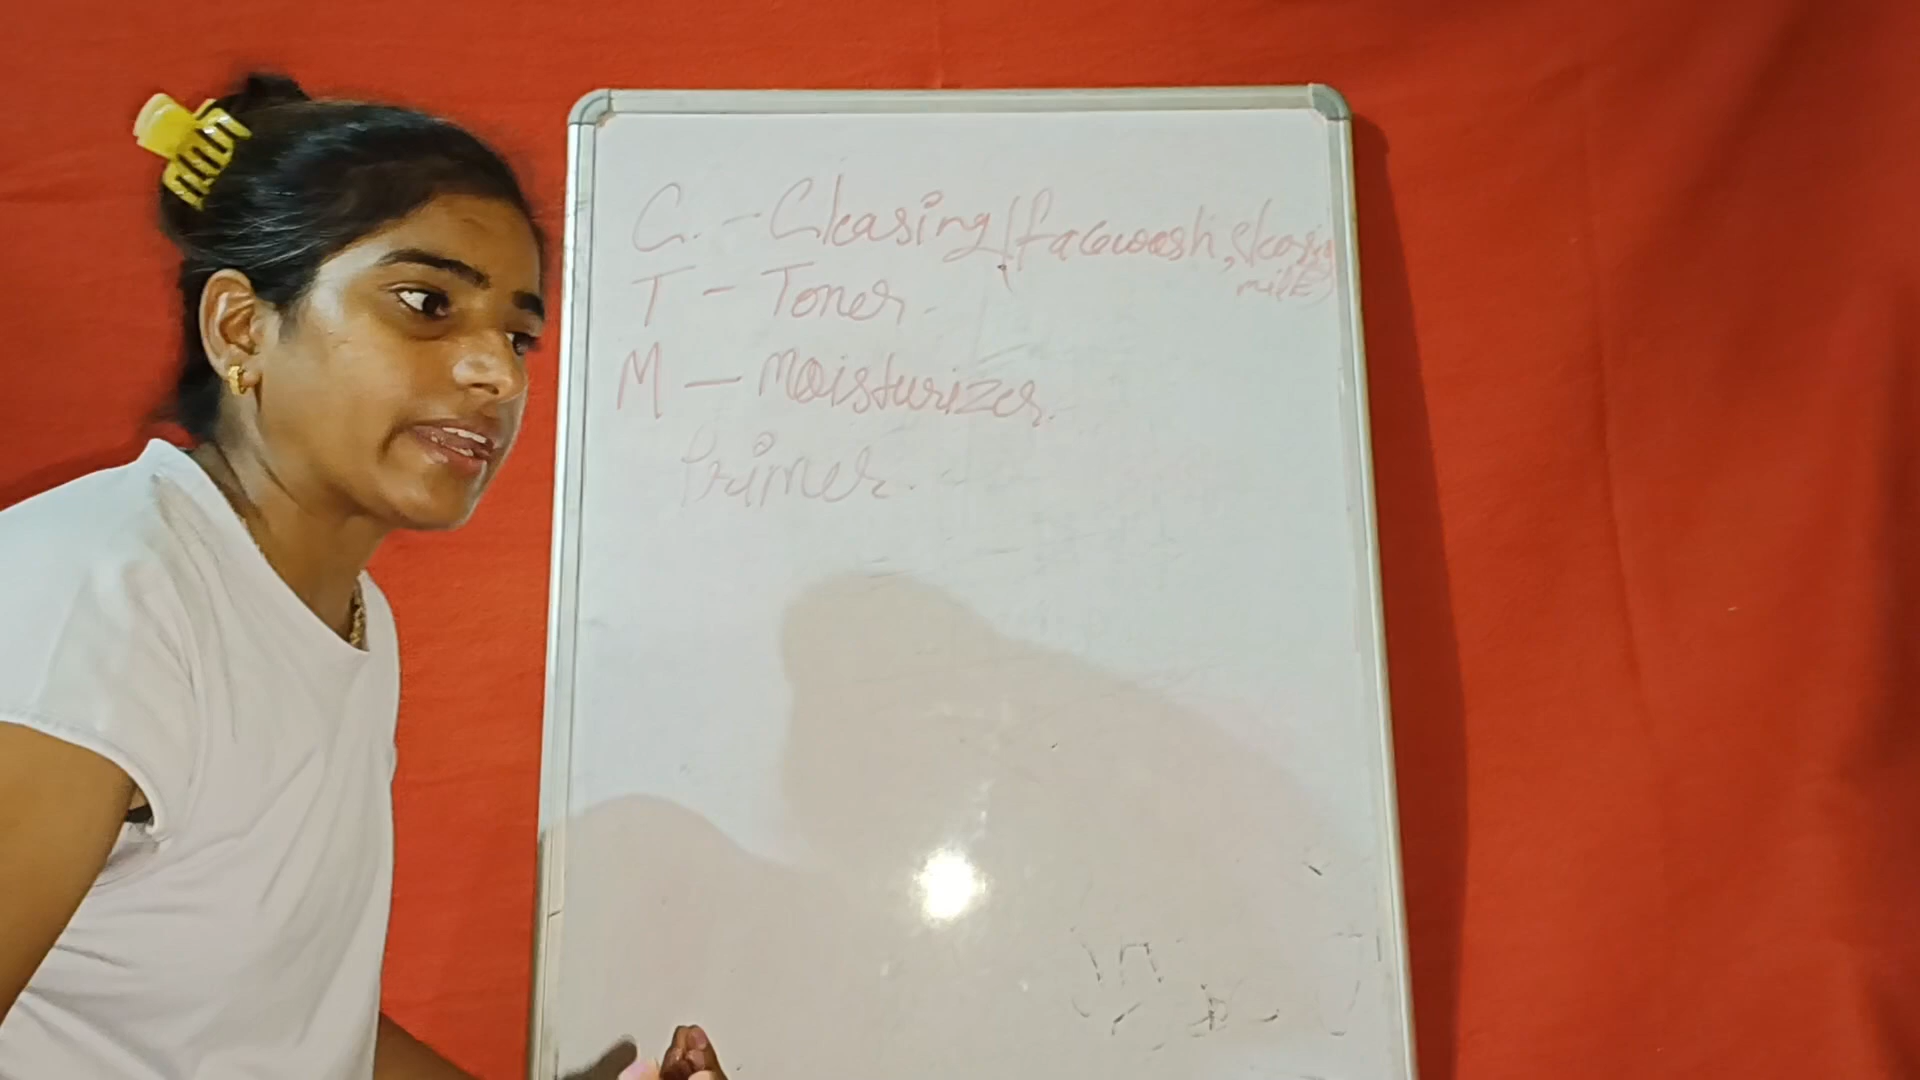 C. - Cleasing (facewash, cleasing
milk)
T - Toner
M - Moisturizer.
Primer.